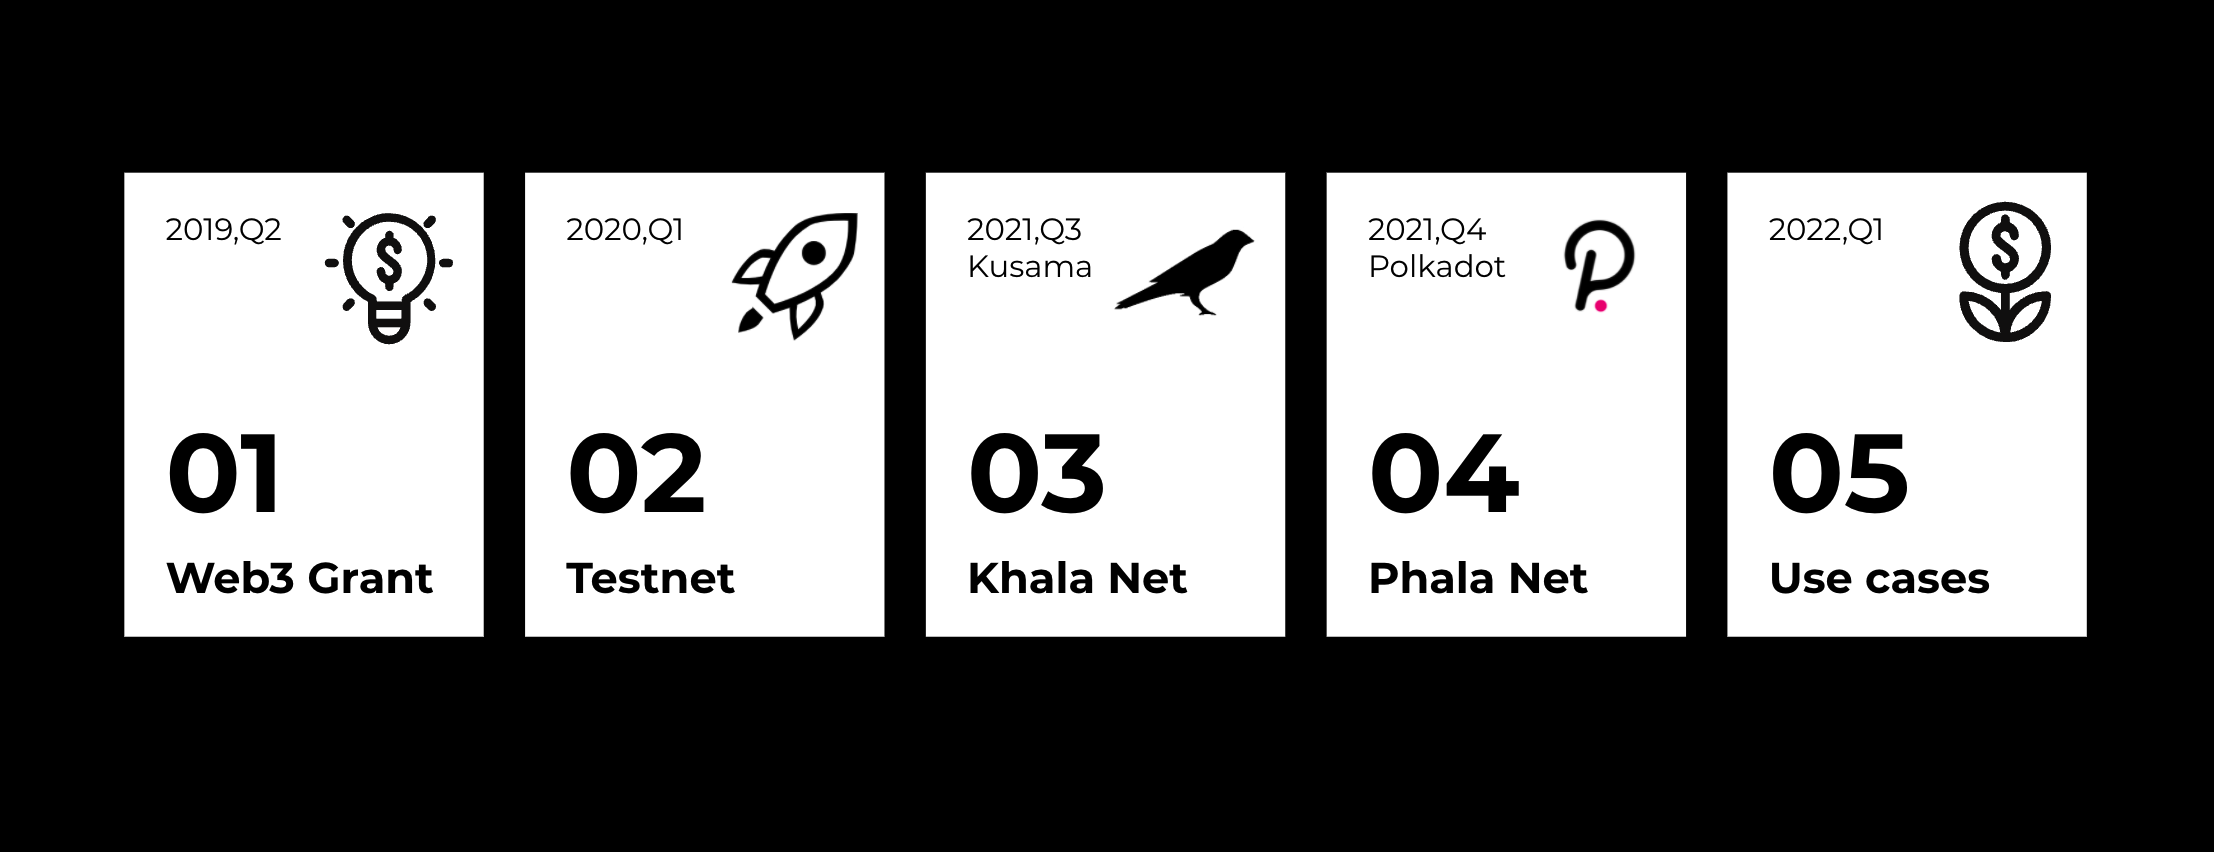 2019,Q2
01
Web3 Grant
2020,Q1
02
Testnet
2021,Q3
Kusama
03
Khala Net
2021,Q4
Polkadot
04
Phala Net
2022,Q1
05
Use cases